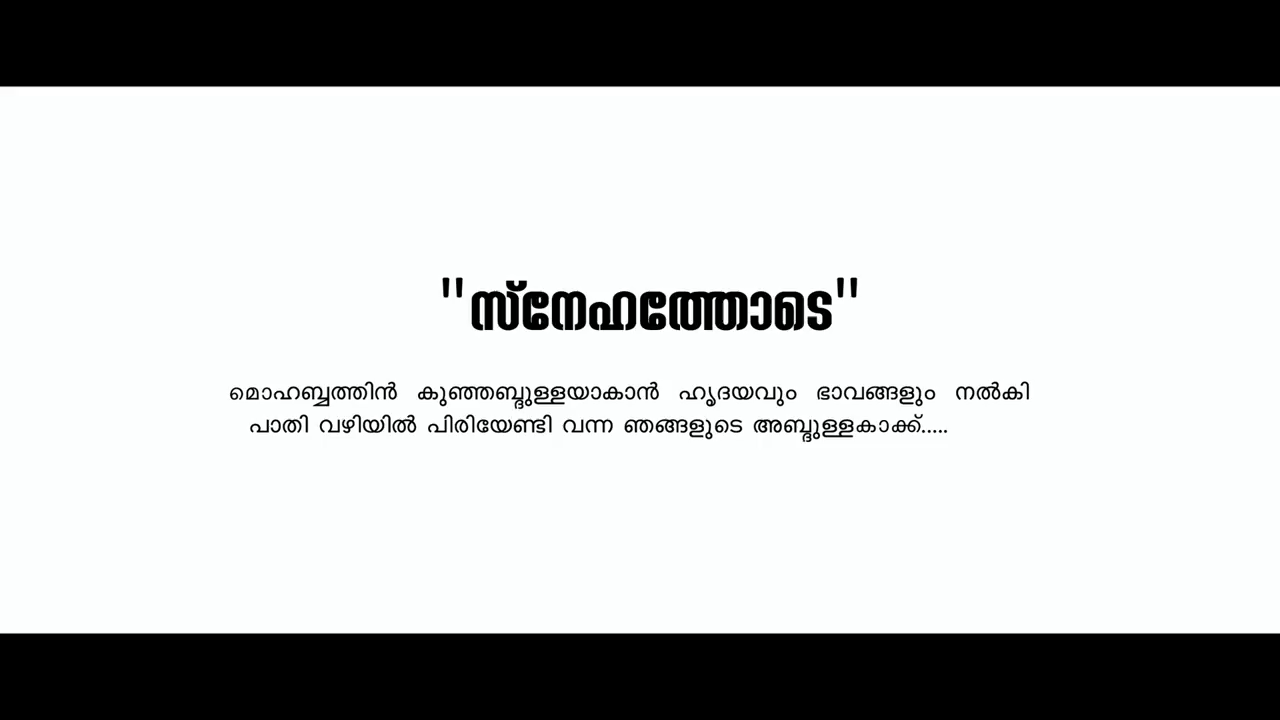 "സ്നേഹത്തോടെ"
മൊഹബ്ബത്തിൻ കുഞ്ഞബ്ദുള്ളയാകാൻ ഹൃദയവും ഭാവങ്ങളും നൽകി
പാതി വഴിയിൽ പിരിയേണ്ടി വന്ന ഞങ്ങളുടെ അബ്ദുള്ളകാക്ക്.....